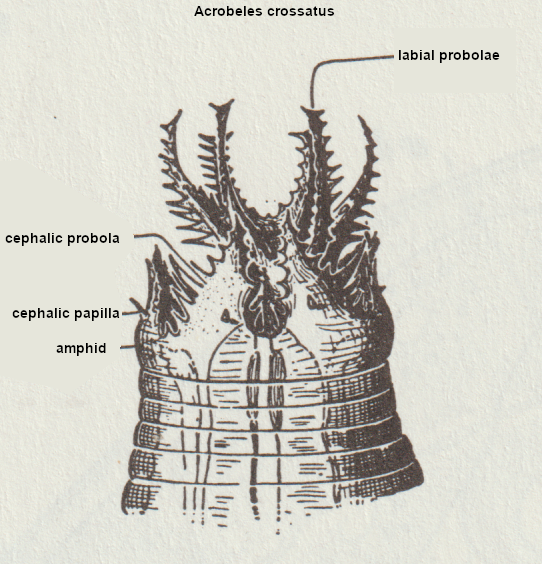 Acrobeles crossatus
labial probolae
cephalic probola
cephalic papilla
amphid